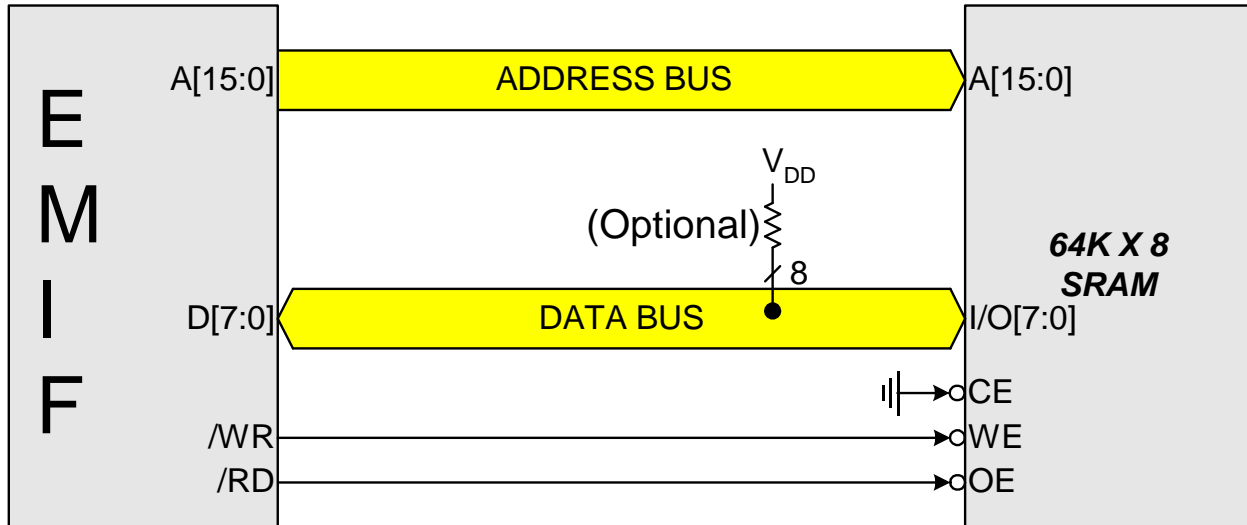 E
M
I
F
A[15:0]
ADDRESS BUS
A[15:0]
VDD
(Optional)
8
64K X 8
SRAM
D[7:0]
DATA BUS
I/O[7:0]
CE
/WR
WE
/RD
OE